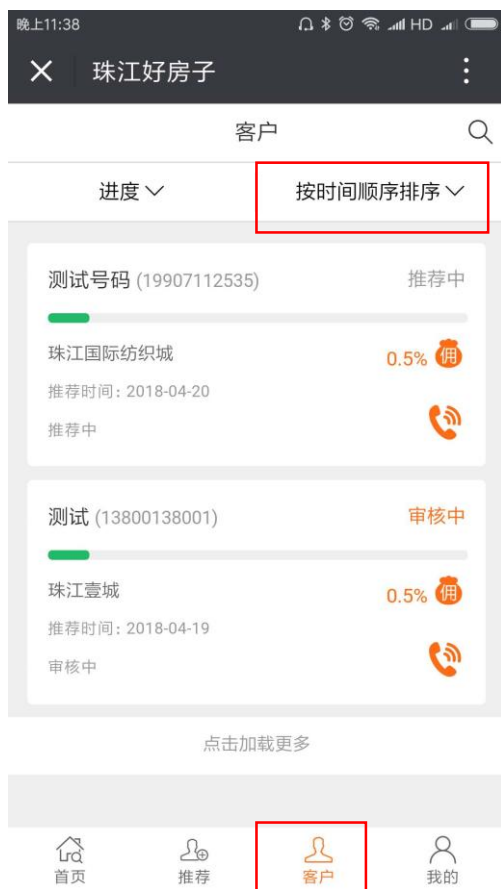 晚上11:38 HD
珠江好房子
客户
进度 按时间顺序排序
测试号码 (19907112535) 推荐中
珠江国际纺织城 0.5% 佣
推荐时间：2018-04-20
推荐中
测试 (13800138001) 审核中
珠江壹城 0.5% 佣
推荐时间：2018-04-19
审核中
点击加载更多
首页 推荐 客户 我的